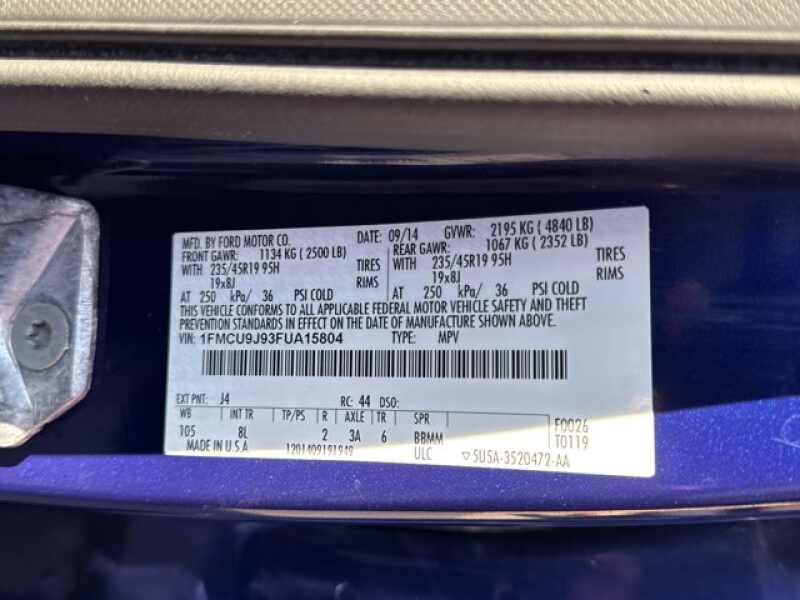 MFD. BY FORD MOTOR CO. DATE: 09/14 GVWR: 2195 KG ( 4840 LB)
FRONT GAWR: 1134 KG ( 2500 LB) REAR GAWR: 1067 KG ( 2352 LB)
WITH 235/45R19 95H TIRES WITH 235/45R19 95H TIRES
19x8J RIMS 19x8J RIMS
AT 250 kPa/ 36 PSI COLD AT 250 kPa/ 36 PSI COLD
THIS VEHICLE CONFORMS TO ALL APPLICABLE FEDERAL MOTOR VEHICLE SAFETY AND THEFT
PREVENTION STANDARDS IN EFFECT ON THE DATE OF MANUFACTURE SHOWN ABOVE.
VIN: 1FMCU9J93FUA15804 TYPE: MPV
EXT PNT: J4 RC: 44 DSO:
WB INT TR TP/PS R AXLE TR SPR
105 8L 2 3A 6 BBMM
F0026
T0119
MADE IN U.S.A 1201409191949 ULC ▽5U5A-3520472-AA